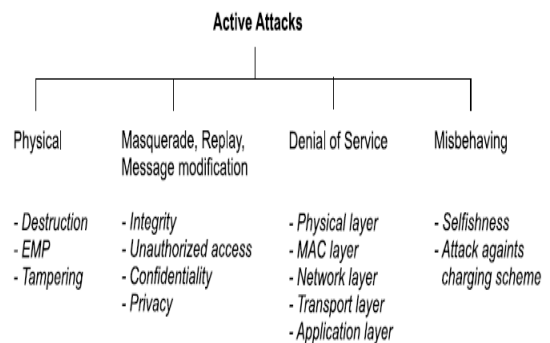 Active Attacks
Physical
- Destruction
- EMP
- Tampering
Masquerade, Replay,
Message modification
- Integrity
- Unauthorized access
- Confidentiality
- Privacy
Denial of Service
- Physical layer
- MAC layer
- Network layer
- Transport layer
- Application layer
Misbehaving
- Selfishness
- Attack againts
charging scheme